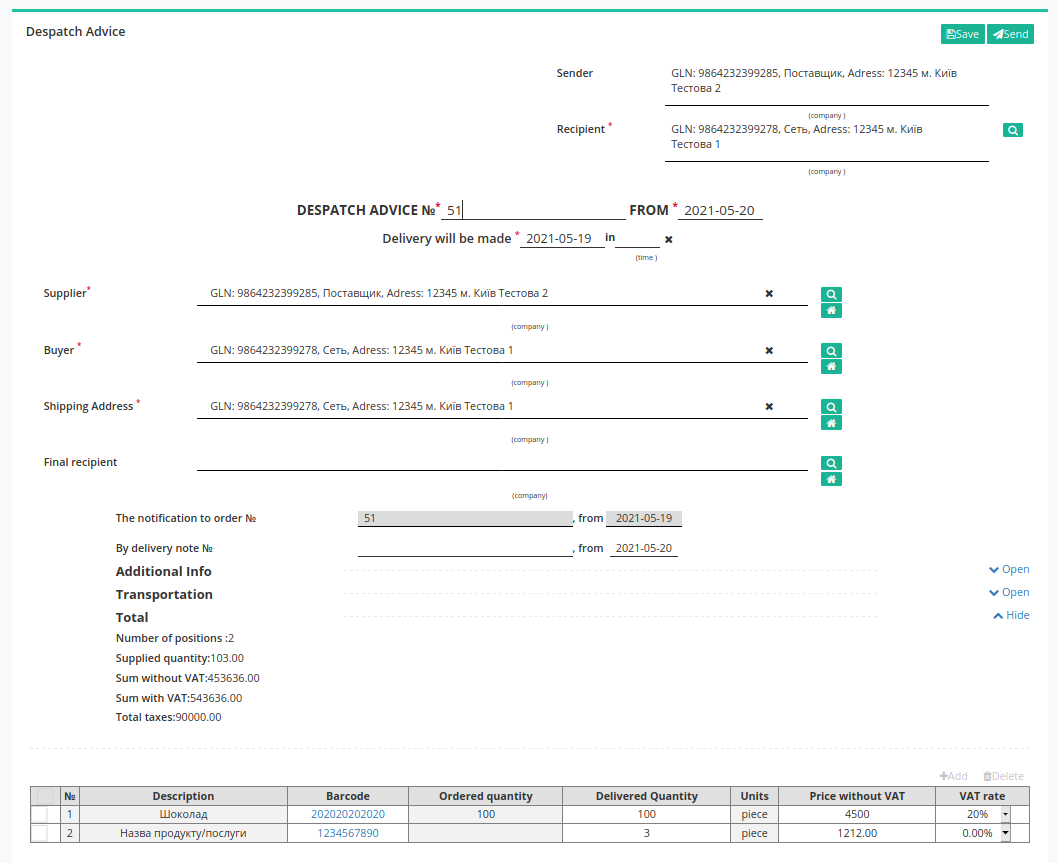 Despatch Advice
Save Send
Sender GLN: 9864232399285, Поставщик, Adress: 12345 м. Київ
Тестова 2
(company )
Recipient * GLN: 9864232399278, Сеть, Adress: 12345 м. Київ
Тестова 1
(company )
DESPATCH ADVICE №* 51 FROM * 2021-05-20
Delivery will be made * 2021-05-19 in
(time )
Supplier* GLN: 9864232399285, Поставщик, Adress: 12345 м. Київ Тестова 2
(company )
Buyer * GLN: 9864232399278, Сеть, Adress: 12345 м. Київ Тестова 1
(company )
Shipping Address * GLN: 9864232399278, Сеть, Adress: 12345 м. Київ Тестова 1
(company )
Final recipient
(company)
The notification to order № 51 , from 2021-05-19
By delivery note № , from 2021-05-20
Additional Info Open
Transportation Open
Total Hide
Number of positions :2
Supplied quantity:103.00
Sum without VAT:453636.00
Sum with VAT:543636.00
Total taxes:90000.00
Add Delete
№ Description Barcode Ordered quantity Delivered Quantity Units Price without VAT VAT rate
1 Шоколад 202020202020 100 100 piece 4500 20%
2 Назва продукту/послуги 1234567890 3 piece 1212.00 0.00%